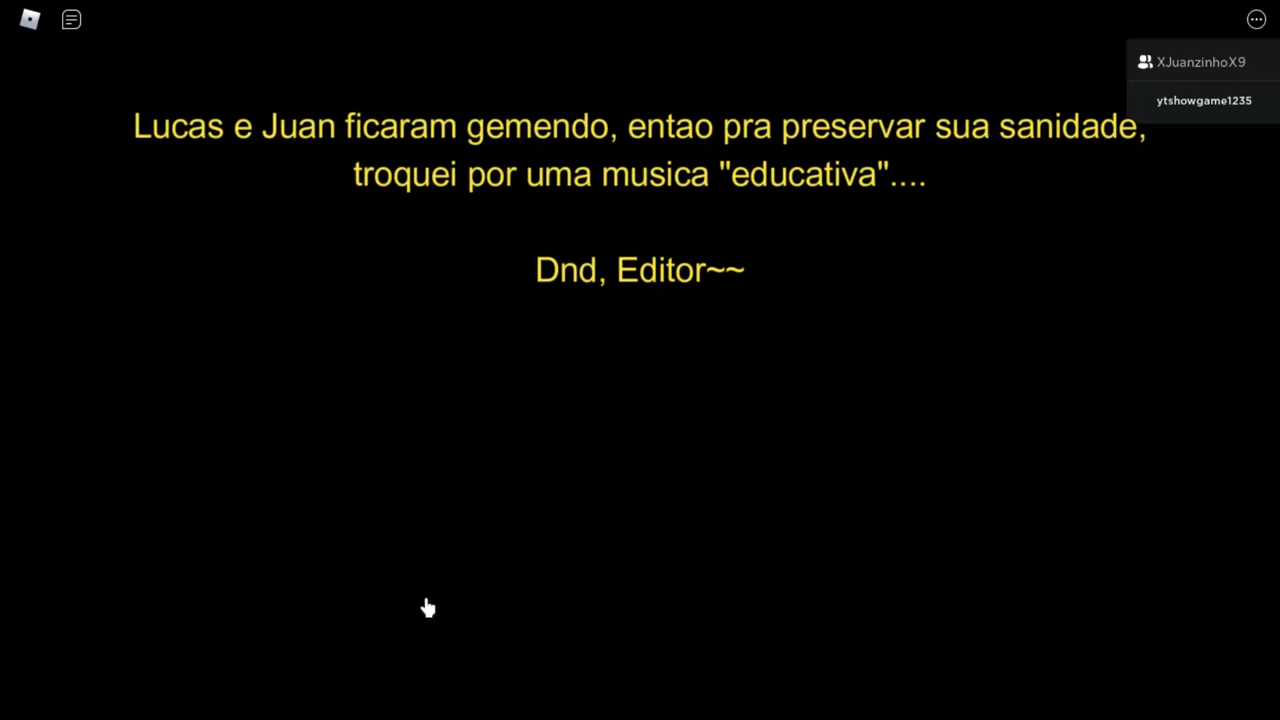 XJuanzinhoX9
ytshowgame1235
Lucas e Juan ficaram gemendo, entao pra preservar sua sanidade,
troquei por uma musica "educativa"....
Dnd, Editor~~